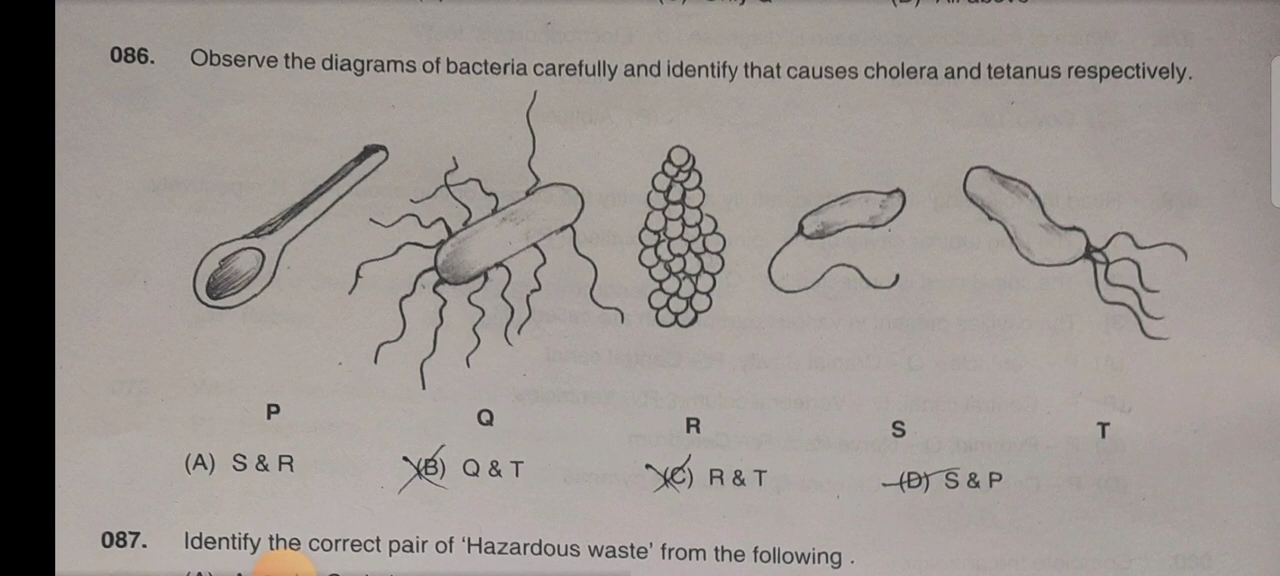 086. Observe the diagrams of bacteria carefully and identify that causes cholera and tetanus respectively.
P Q R S T
(A) S & R (B) Q & T (C) R & T (D) S & P
087. Identify the correct pair of 'Hazardous waste' from the following .